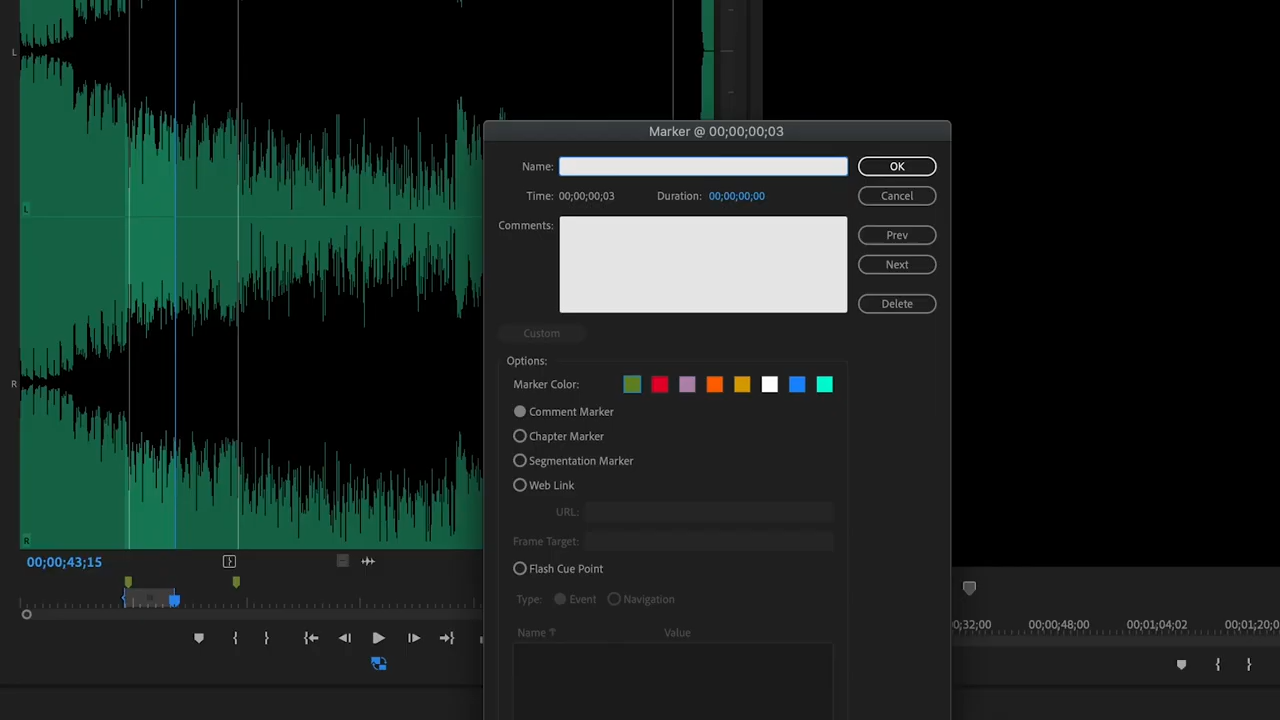 L
Marker @ 00;00;00;03
Name:
OK
Time: 00;00;00;03 Duration: 00;00;00;00
Cancel
L
Comments:
Prev
Next
Delete
Custom
Options:
R
Marker Color:
Comment Marker
Chapter Marker
Segmentation Marker
Web Link
URL:
R
Frame Target:
00;00;43;15
Flash Cue Point
Type: Event Navigation
00;48;00 00;01;04;02
Name Value